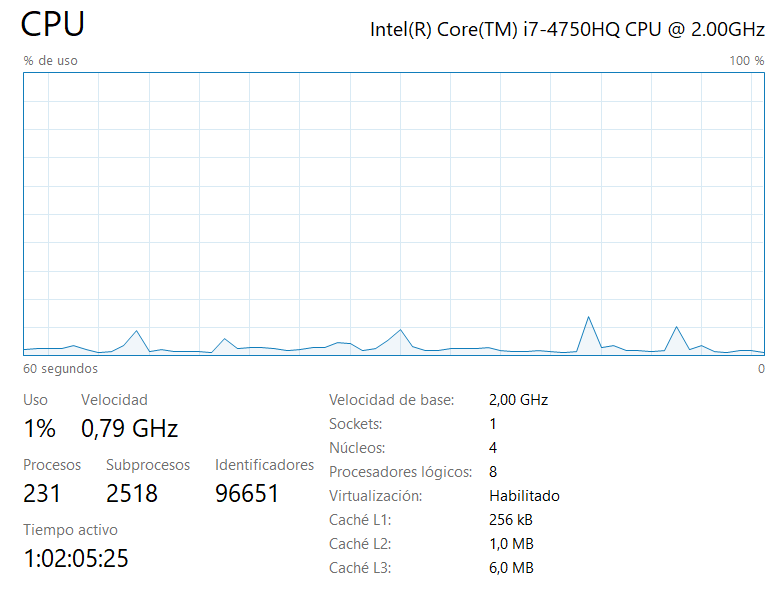 CPU
Intel(R) Core(TM) i7-4750HQ CPU @ 2.00GHz
% de uso
100 %
60 segundos
0
Uso
Velocidad
1%
0,79 GHz
Procesos
Subprocesos
Identificadores
231
2518
96651
Tiempo activo
1:02:05:25
Velocidad de base:
2,00 GHz
Sockets:
1
Núcleos:
4
Procesadores lógicos:
8
Virtualización:
Habilitado
Caché L1:
256 kB
Caché L2:
1,0 MB
Caché L3:
6,0 MB